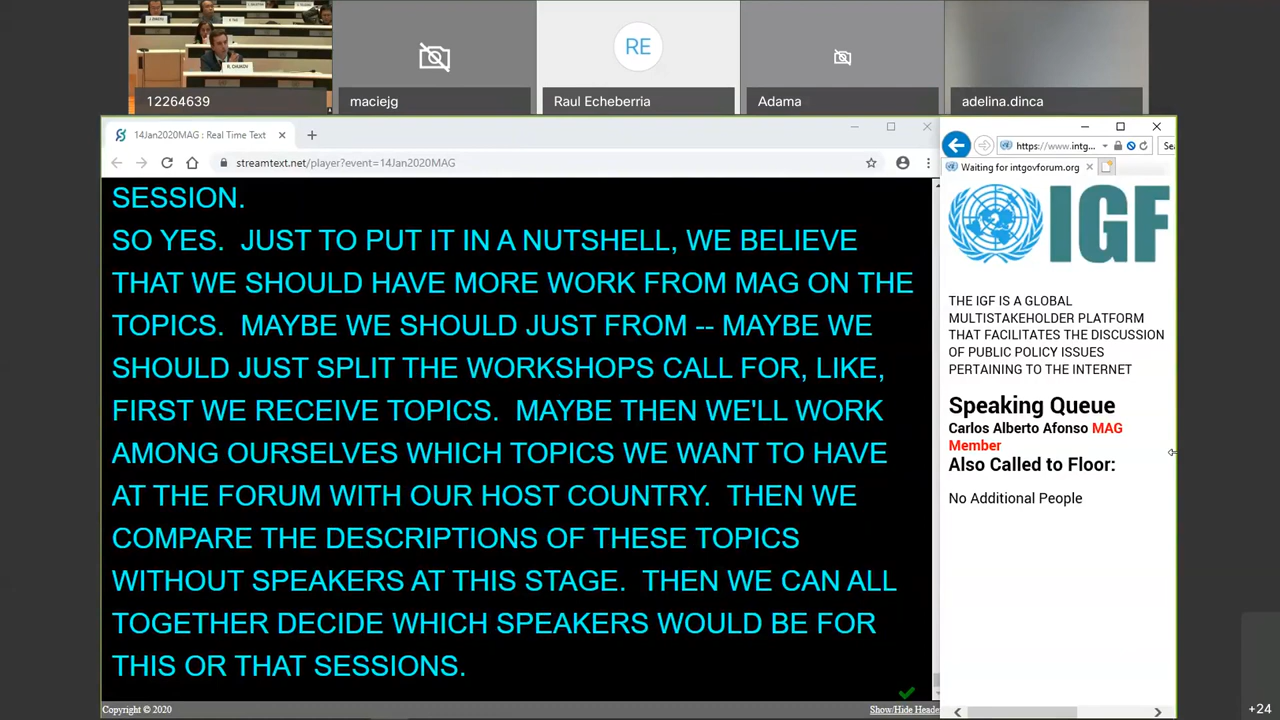 R. CHUKOV
12264639
maciejg
RE
Raul Echeberria
Adama
adelina.dinca
14Jan2020MAG : Real Time Text
streamtext.net/player?event=14Jan2020MAG
SESSION.
SO YES.  JUST TO PUT IT IN A NUTSHELL, WE BELIEVE
THAT WE SHOULD HAVE MORE WORK FROM MAG ON THE
TOPICS.  MAYBE WE SHOULD JUST FROM -- MAYBE WE
SHOULD JUST SPLIT THE WORKSHOPS CALL FOR, LIKE,
FIRST WE RECEIVE TOPICS.  MAYBE THEN WE'LL WORK
AMONG OURSELVES WHICH TOPICS WE WANT TO HAVE
AT THE FORUM WITH OUR HOST COUNTRY.  THEN WE
COMPARE THE DESCRIPTIONS OF THESE TOPICS
WITHOUT SPEAKERS AT THIS STAGE.  THEN WE CAN ALL
TOGETHER DECIDE WHICH SPEAKERS WOULD BE FOR
THIS OR THAT SESSIONS.
Copyright © 2020
Show/Hide Heade
https://www.intg...
Sea
Waiting for intgovforum.org
IGF
THE IGF IS A GLOBAL
MULTISTAKEHOLDER PLATFORM
THAT FACILITATES THE DISCUSSION
OF PUBLIC POLICY ISSUES
PERTAINING TO THE INTERNET
Speaking Queue
Carlos Alberto Afonso MAG
Member
Also Called to Floor:
No Additional People
+24